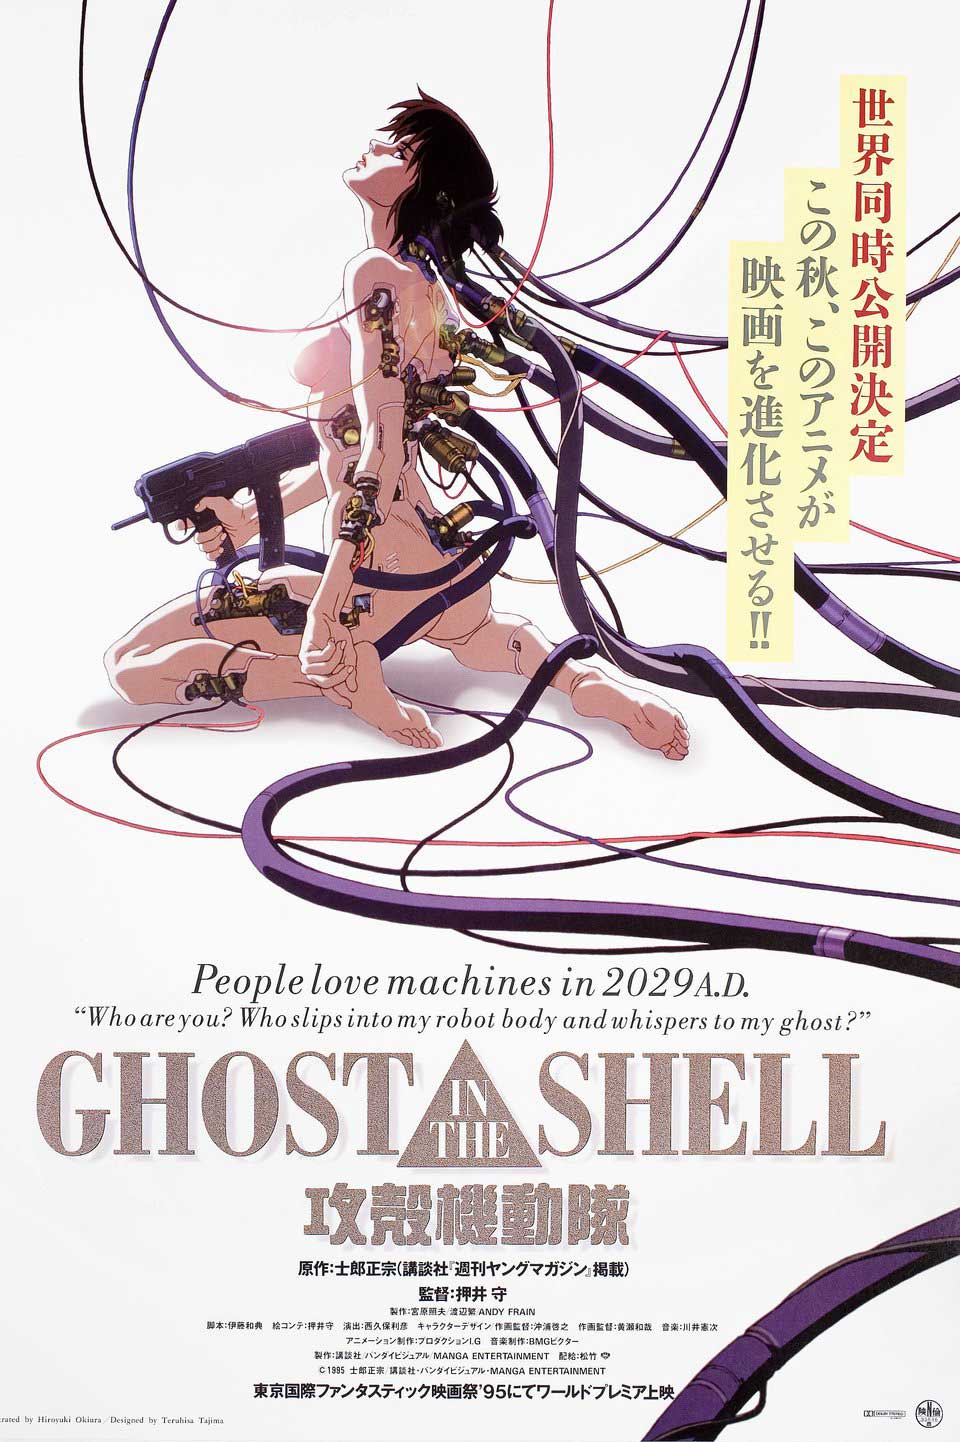 世界同時公開決定
この秋、このアニメが
映画を進化させる!!
People love machines in 2029 A.D.
“Who are you? Who slips into my robot body and whispers to my ghost?”
GHOST IN THE SHELL
攻殻機動隊
原作：士郎正宗（講談社『週刊ヤングマガジン』掲載）
監督：押井 守
製作：宮原照夫／渡辺繁／ANDY FRAIN
脚本：伊藤和典 絵コンテ：押井守 演出：西久保利彦 キャラクターデザイン／作画監督：沖浦啓之 作画監督：黄瀬和哉 音楽：川井憲次
アニメーション制作：プロダクションI.G 音楽制作：BMGビクター
製作：講談社／バンダイビジュアル／MANGA ENTERTAINMENT 配給：松竹
©1995 士郎正宗／講談社・バンダイビジュアル・MANGA ENTERTAINMENT
東京国際ファンタスティック映画祭'95にてワールドプレミア上映
trated by Hiroyuki Okiura / Designed by Teruhisa Tajima
DOLBY STEREO
映倫